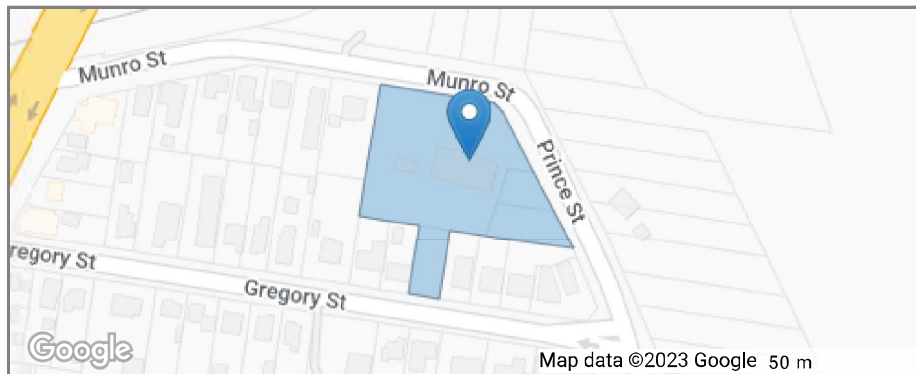 Munro St
Munro St
Prince St
regory St
Gregory St
Google
Map data ©2023 Google 50 m